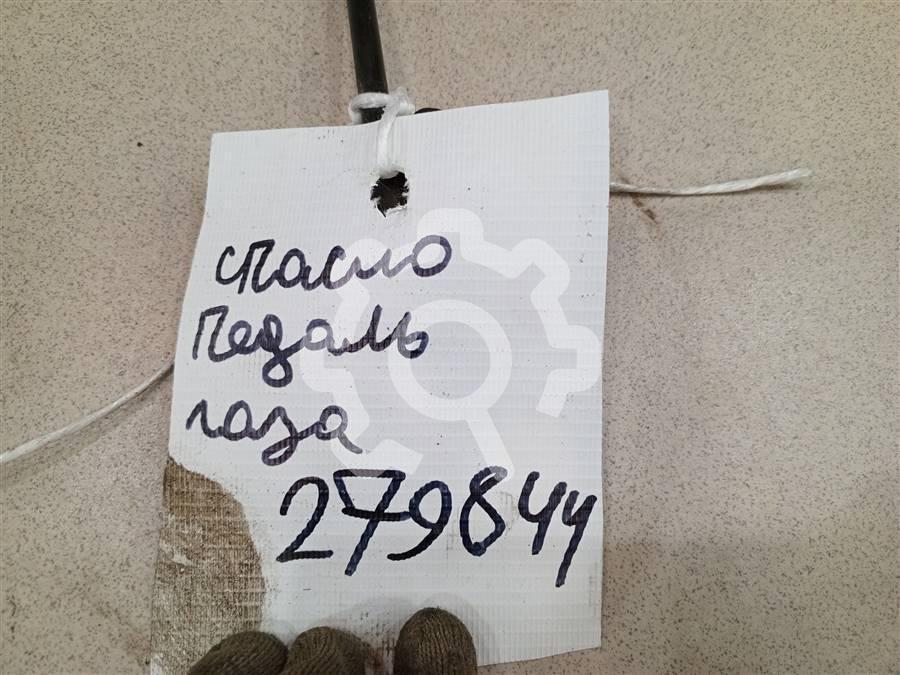 спасио
Педаль
газа
279844